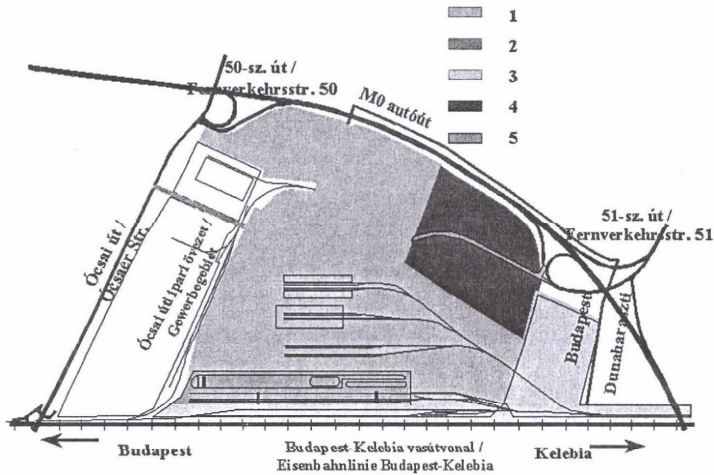 1
2
3
4
5
50-sz. út /
Fernverkehrsstr. 50
M0 autóút
51-sz. út /
Fernverkehrsstr. 51
Ócsai út /
Ócsaer Str.
Ócsai úti ipari övezet /
Gewerbegebiet
Budapest
Dunaharaszti
Budapest
Budapest-Kelebia vasútvonal /
Eisenbahnlinie Budapest-Kelebia
Kelebia